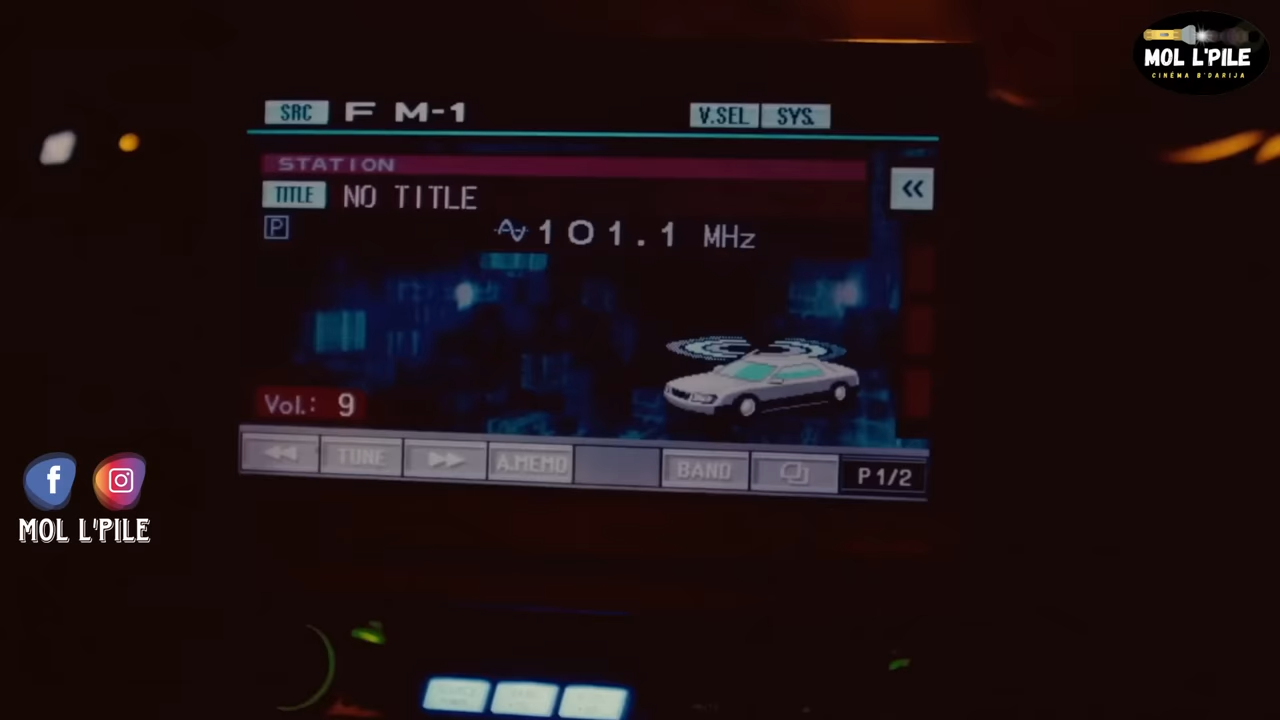 MOL L'PILE
CINÉMA B'DARIJA
SRC FM-1 V.SEL SYS
STATION
TITLE NO TITLE
P 101.1 MHz
Vol.: 9
TUNE A.MEMO BAND P 1/2
MOL L'PILE